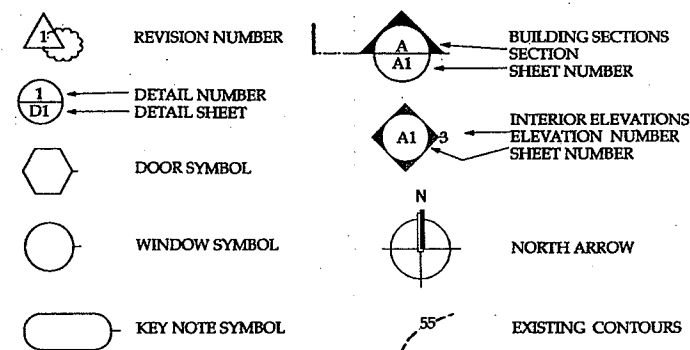 1
REVISION NUMBER
1
D1
DETAIL NUMBER
DETAIL SHEET
DOOR SYMBOL
WINDOW SYMBOL
KEY NOTE SYMBOL
A
A1
BUILDING SECTIONS
SECTION
SHEET NUMBER
A1
3
INTERIOR ELEVATIONS
ELEVATION NUMBER
SHEET NUMBER
N
NORTH ARROW
55
EXISTING CONTOURS